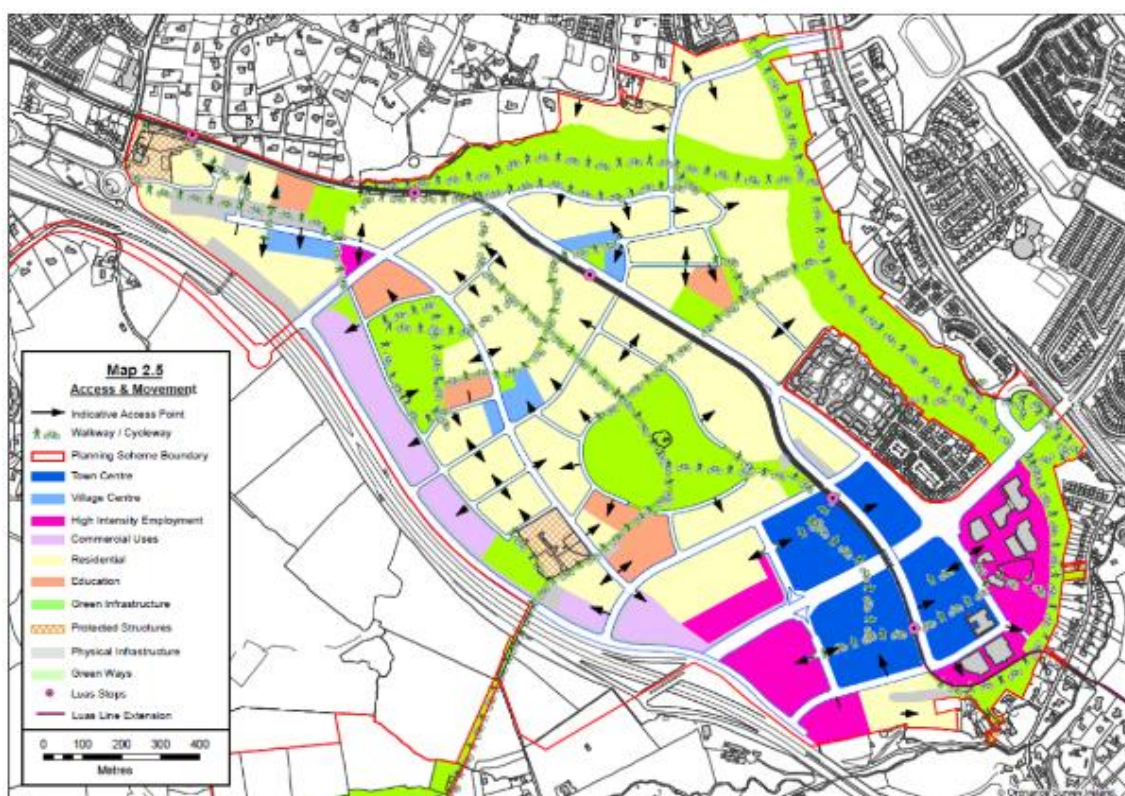 Map 2.5
Access & Movement
Indicative Access Point
Walkway / Cycleway
Planning Scheme Boundary
Town Centre
Village Centre
High Intensity Employment
Commercial Uses
Residential
Education
Green Infrastructure
Protected Structures
Physical Infrastructure
Green Ways
Luas Stops
Luas Line Extension
0 100 200 300 400
Metres
© Ordnance Survey Ireland